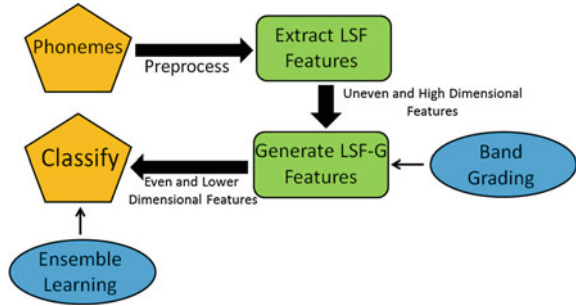 Phonemes
Preprocess
Extract LSF
Features
Uneven and High Dimensional
Features
Generate LSF-G
Features
Band
Grading
Even and Lower
Dimensional Features
Classify
Ensemble
Learning